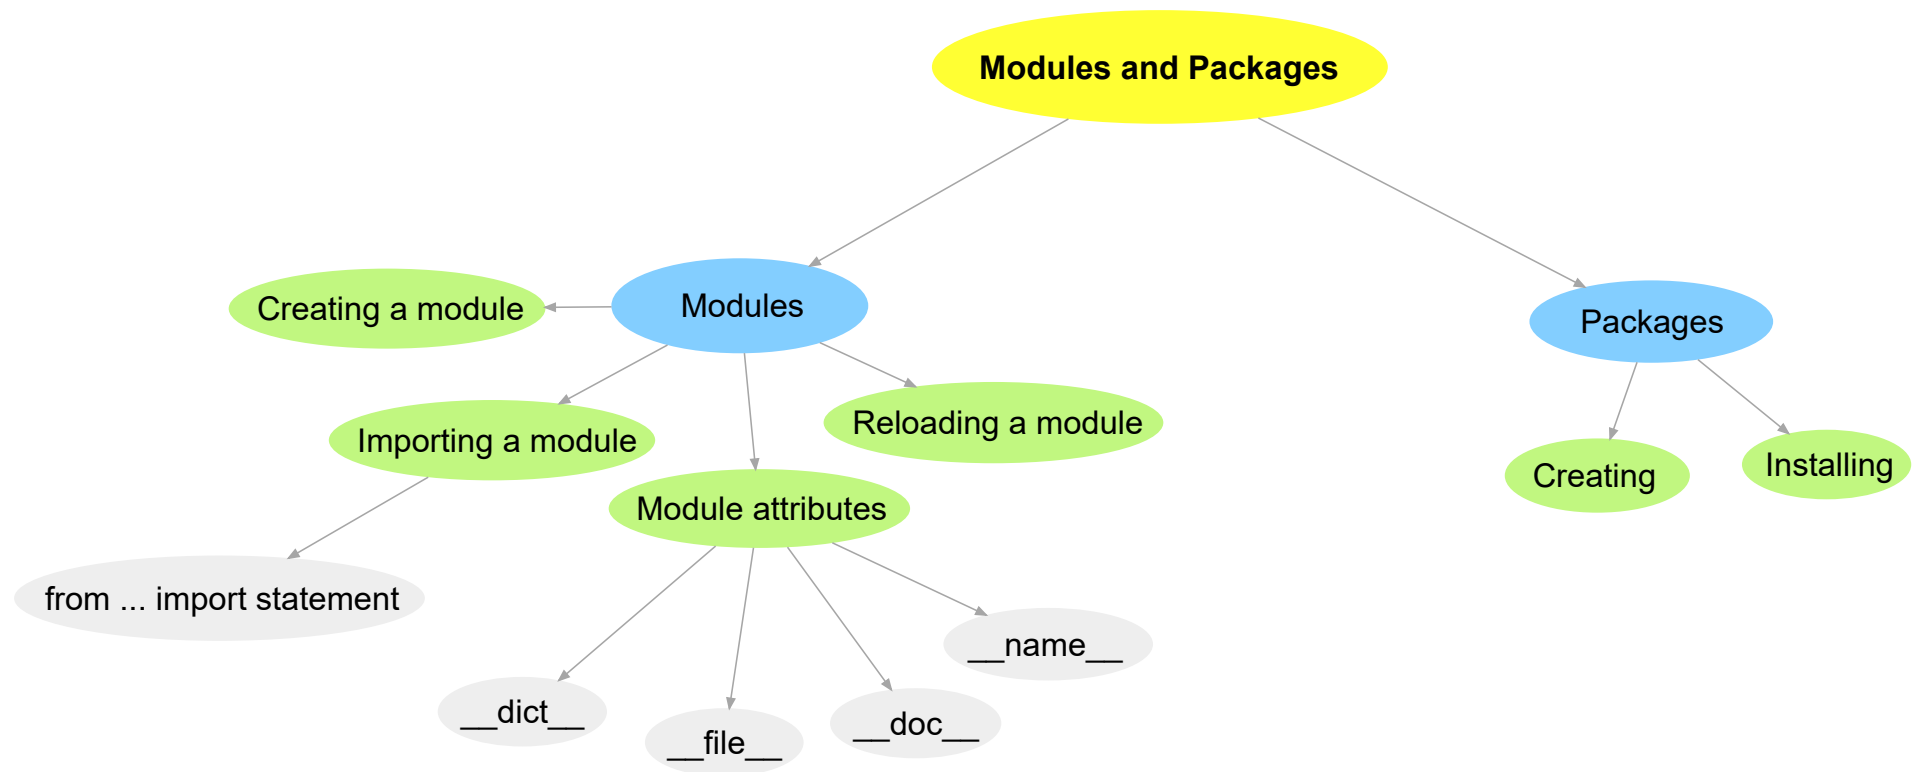 Modules and Packages
Creating a module
Modules
Packages
Importing a module
Reloading a module
Creating
Installing
Module attributes
from ... import statement
__name__
__dict__
__file__
__doc__